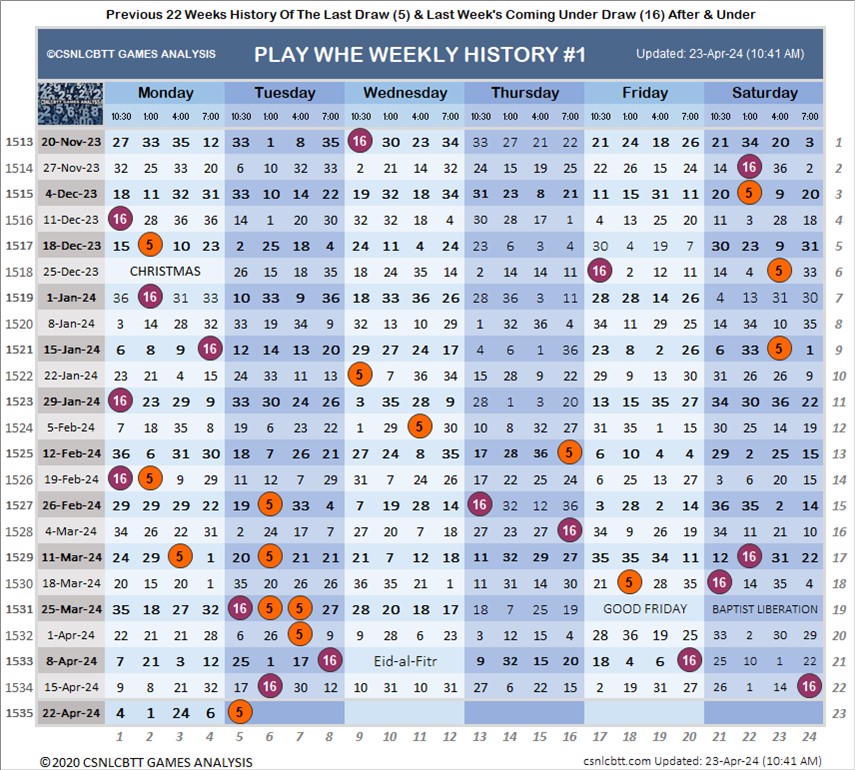 Previous 22 Weeks History Of The Last Draw (5) & Last Week's Coming Under Draw (16) After & Under
©CSNLCBTT GAMES ANALYSIS PLAY WHE WEEKLY HISTORY #1 Updated: 23-Apr-24 (10:41 AM)
CSNLCBTT GAMES ANALYSIS
Monday Tuesday Wednesday Thursday Friday Saturday
10:30 1:00 4:00 7:00 10:30 1:00 4:00 7:00 10:30 1:00 4:00 7:00 10:30 1:00 4:00 7:00 10:30 1:00 4:00 7:00 10:30 1:00 4:00 7:00
1513 20-Nov-23 27 33 35 12 33 1 8 35 16 30 23 34 33 27 21 22 21 24 18 26 21 34 20 3 1
1514 27-Nov-23 32 25 33 20 6 10 32 33 2 21 14 32 24 15 19 25 22 26 15 24 14 16 36 2 2
1515 4-Dec-23 18 11 32 31 33 10 14 22 19 32 18 34 31 23 8 21 11 15 31 11 20 5 9 20 3
1516 11-Dec-23 16 28 36 36 14 1 20 30 32 32 18 4 30 28 17 1 4 13 25 20 11 3 28 18 4
1517 18-Dec-23 15 5 10 23 2 25 18 4 24 11 4 24 23 6 3 4 30 4 19 7 30 23 9 31 5
1518 25-Dec-23 CHRISTMAS 26 15 18 35 18 24 35 14 2 14 14 11 16 2 12 11 14 4 5 33 6
1519 1-Jan-24 36 16 31 33 10 33 9 36 18 33 36 26 28 36 3 11 28 28 14 26 4 13 31 30 7
1520 8-Jan-24 3 14 28 32 33 19 34 9 32 13 10 29 1 32 36 4 34 11 29 25 14 34 10 35 8
1521 15-Jan-24 6 8 9 16 12 14 13 20 29 27 24 17 4 6 1 36 23 8 2 26 6 33 5 1 9
1522 22-Jan-24 23 21 4 15 24 33 11 13 5 7 36 34 15 28 9 22 29 9 13 30 31 26 26 9 10
1523 29-Jan-24 16 23 29 9 33 30 24 26 3 35 28 9 28 1 3 20 13 15 35 27 34 30 36 22 11
1524 5-Feb-24 7 18 35 8 19 6 23 22 1 29 5 30 10 8 32 27 31 35 1 15 30 25 14 19 12
1525 12-Feb-24 36 6 31 30 18 7 26 21 27 24 8 35 17 28 36 5 6 10 4 8 29 2 25 15 13
1526 19-Feb-24 16 5 9 29 11 12 7 29 31 7 24 26 17 22 25 24 6 25 13 27 3 6 20 15 14
1527 26-Feb-24 29 29 29 22 19 5 33 4 7 19 28 14 16 32 12 36 3 28 2 14 36 35 2 14 15
1528 4-Mar-24 34 26 22 31 2 24 17 7 27 20 7 18 27 23 27 16 34 9 26 19 34 11 21 10 16
1529 11-Mar-24 24 29 5 1 20 5 21 21 21 7 12 18 11 32 29 27 35 35 34 11 12 16 31 22 17
1530 18-Mar-24 20 15 20 1 35 20 26 26 36 35 21 1 11 31 14 30 21 5 28 35 16 14 35 4 18
1531 25-Mar-24 35 18 27 32 16 5 5 27 28 20 18 17 18 7 25 19 GOOD FRIDAY BAPTIST LIBERATION 19
1532 1-Apr-24 22 21 21 28 6 26 5 9 9 28 6 23 3 12 5 4 28 36 19 25 33 2 30 29 20
1533 8-Apr-24 7 21 3 12 25 1 17 16 Eid-al-Fitr 9 32 15 20 18 4 6 16 25 10 1 22 21
1534 15-Apr-24 9 8 21 32 17 16 30 12 10 31 10 31 27 6 22 15 2 19 31 27 26 1 14 16 22
1535 22-Apr-24 4 1 24 6 5 23
1 2 3 4 5 6 7 8 9 10 11 12 13 14 15 16 17 18 19 20 21 22 23 24
©2020 CSNLCBTT GAMES ANALYSIS csnlcbtt.com Updated: 23-Apr-24 (10:41 AM)